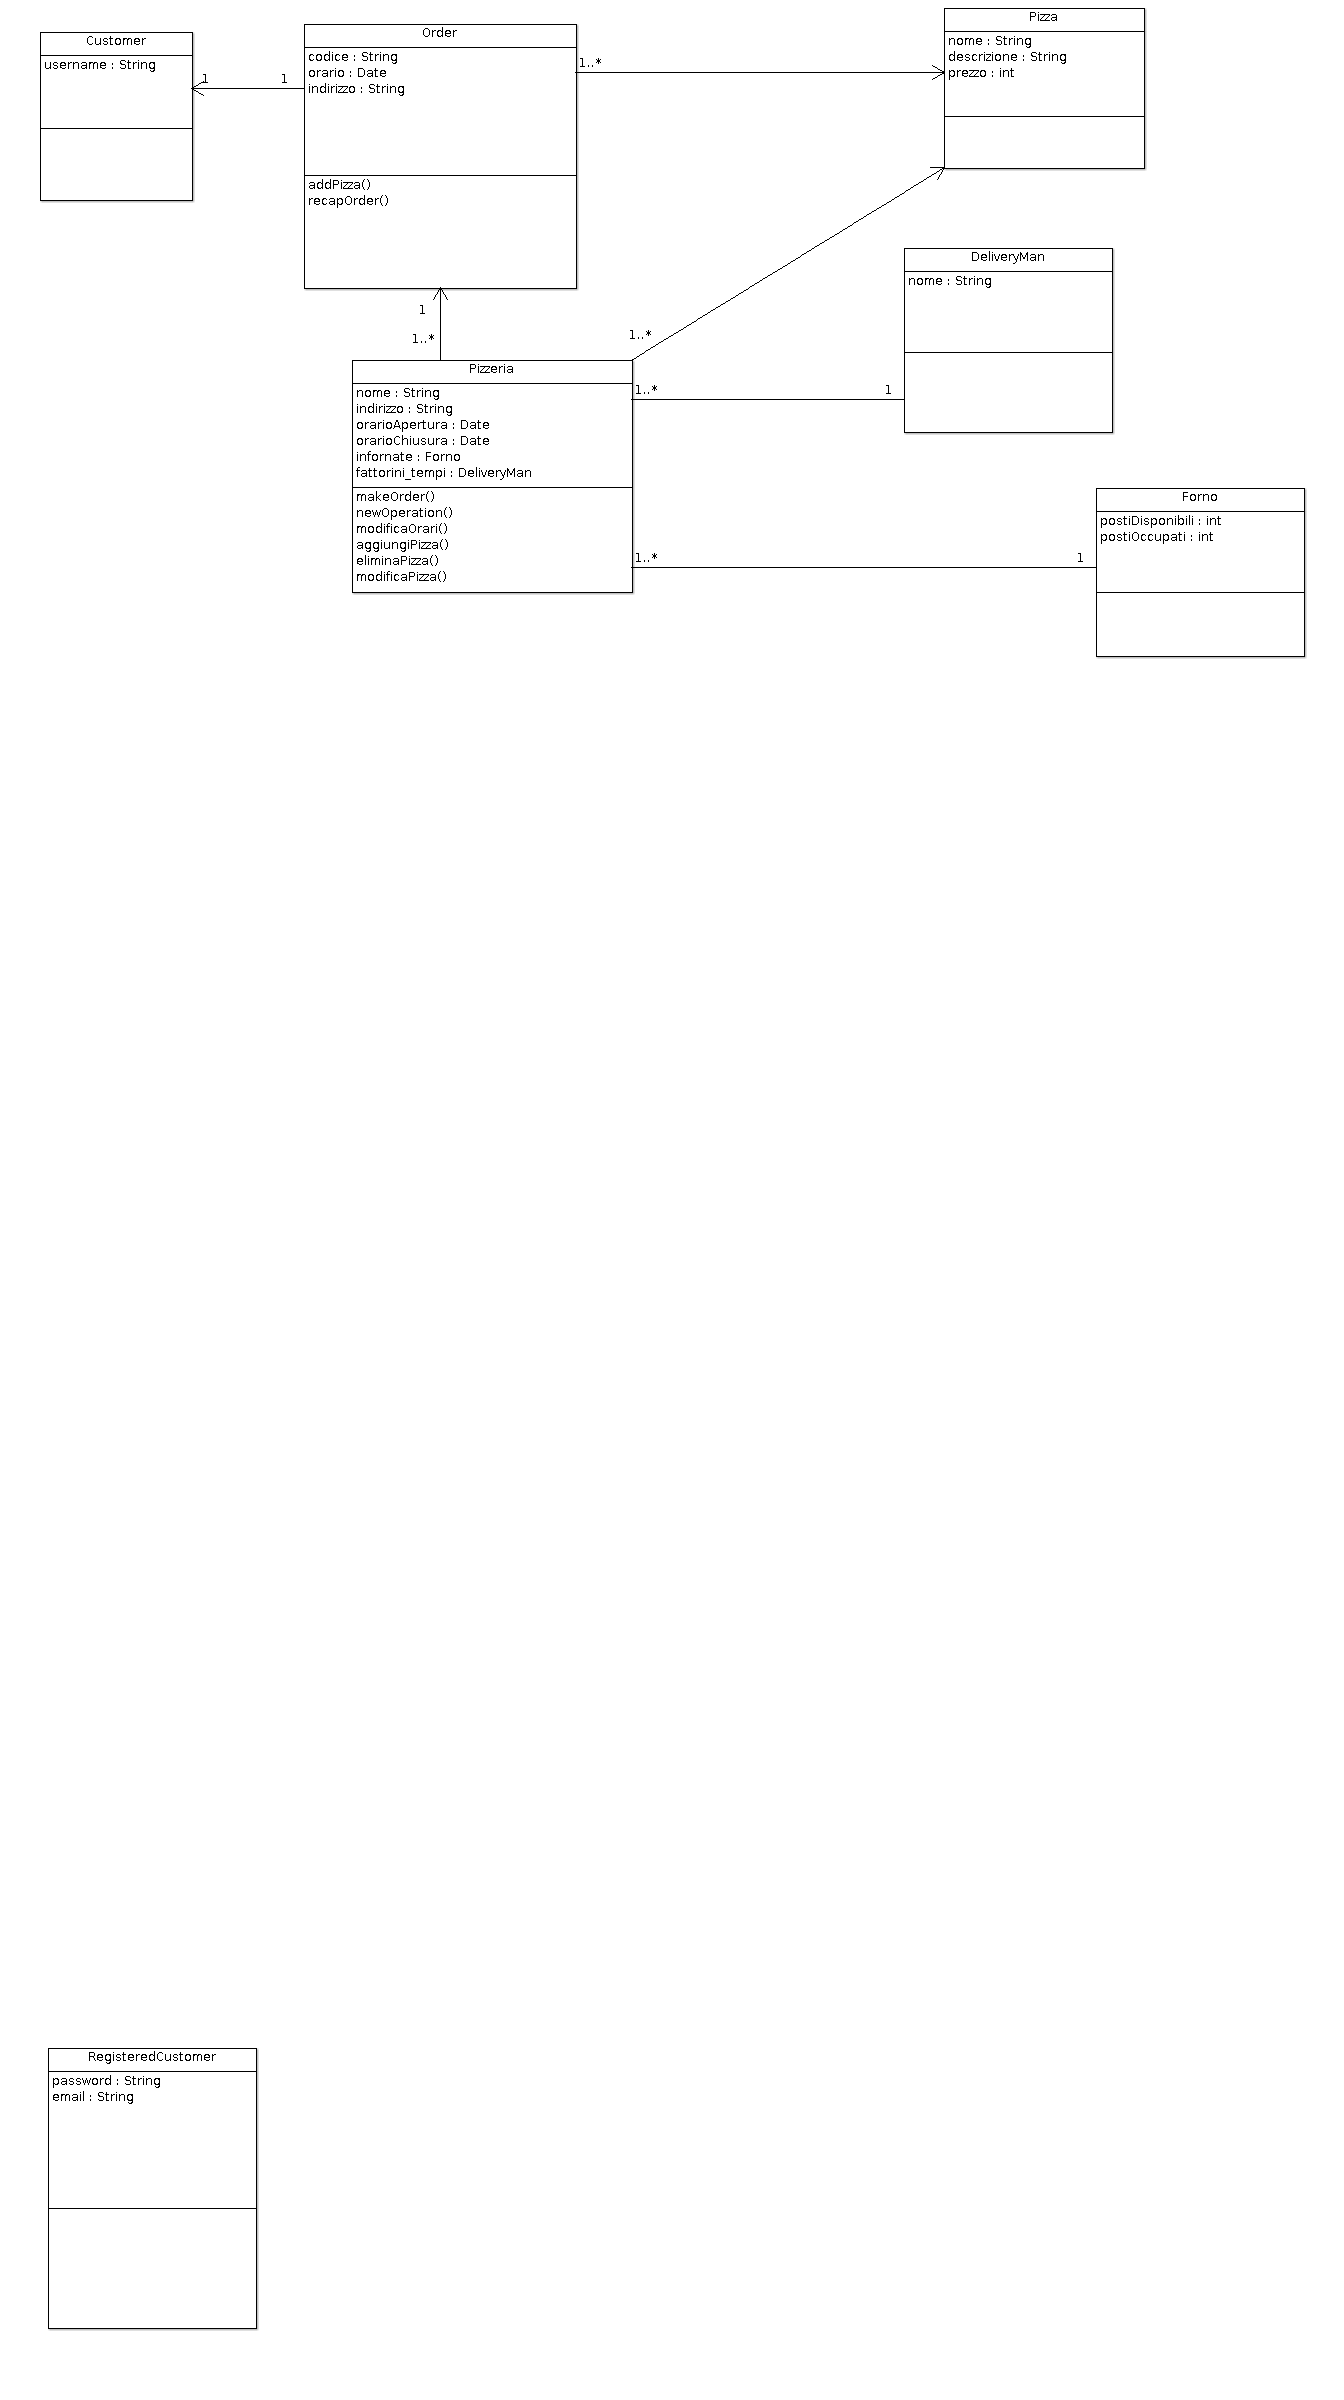 Customer
username : String
1
1
Order
codice : String
orario : Date
indirizzo : String
addPizza()
recapOrder()
1..*
Pizza
nome : String
descrizione : String
prezzo : int
1
1..*
1..*
DeliveryMan
nome : String
Pizzeria
nome : String
indirizzo : String
orarioApertura : Date
orarioChiusura : Date
infornate : Forno
fattorini_tempi : DeliveryMan
makeOrder()
newOperation()
modificaOrari()
aggiungiPizza()
eliminaPizza()
modificaPizza()
1..*
1
1..*
1
Forno
postiDisponibili : int
postiOccupati : int
RegisteredCustomer
password : String
email : String